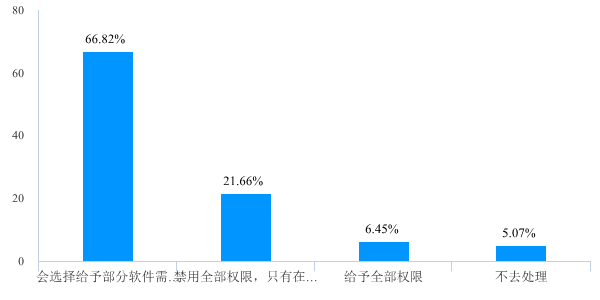 80
66.82%
60
40
21.66%
20
6.45%
5.07%
0
会选择给予部分软件需...
禁用全部权限，只有在...
给予全部权限
不去处理